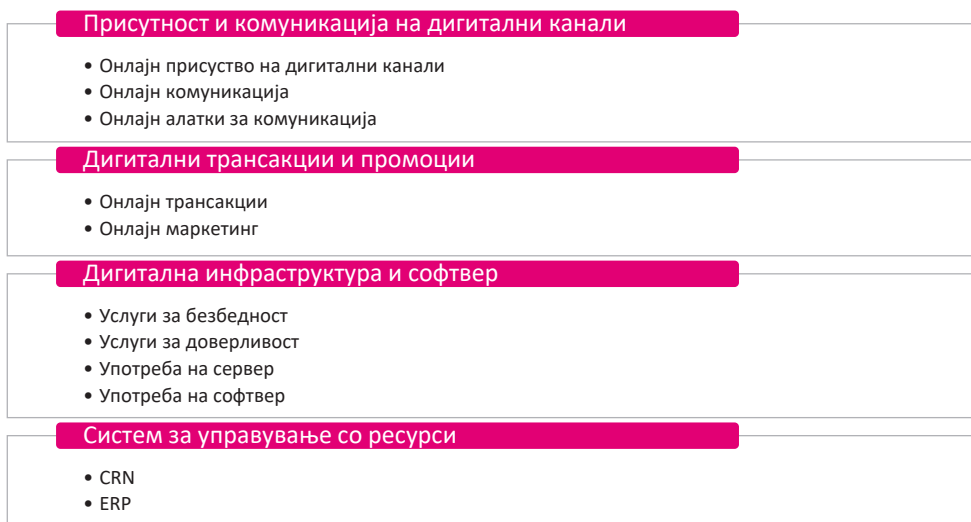 Присутност и комуникација на дигитални канали
• Онлајн присуство на дигитални канали
• Онлајн комуникација
• Онлајн алатки за комуникација
Дигитални трансакции и промоции
• Онлајн трансакции
• Онлајн маркетинг
Дигитална инфраструктура и софтвер
• Услуги за безбедност
• Услуги за доверливост
• Употреба на сервер
• Употреба на софтвер
Систем за управување со ресурси
• CRN
• ERP